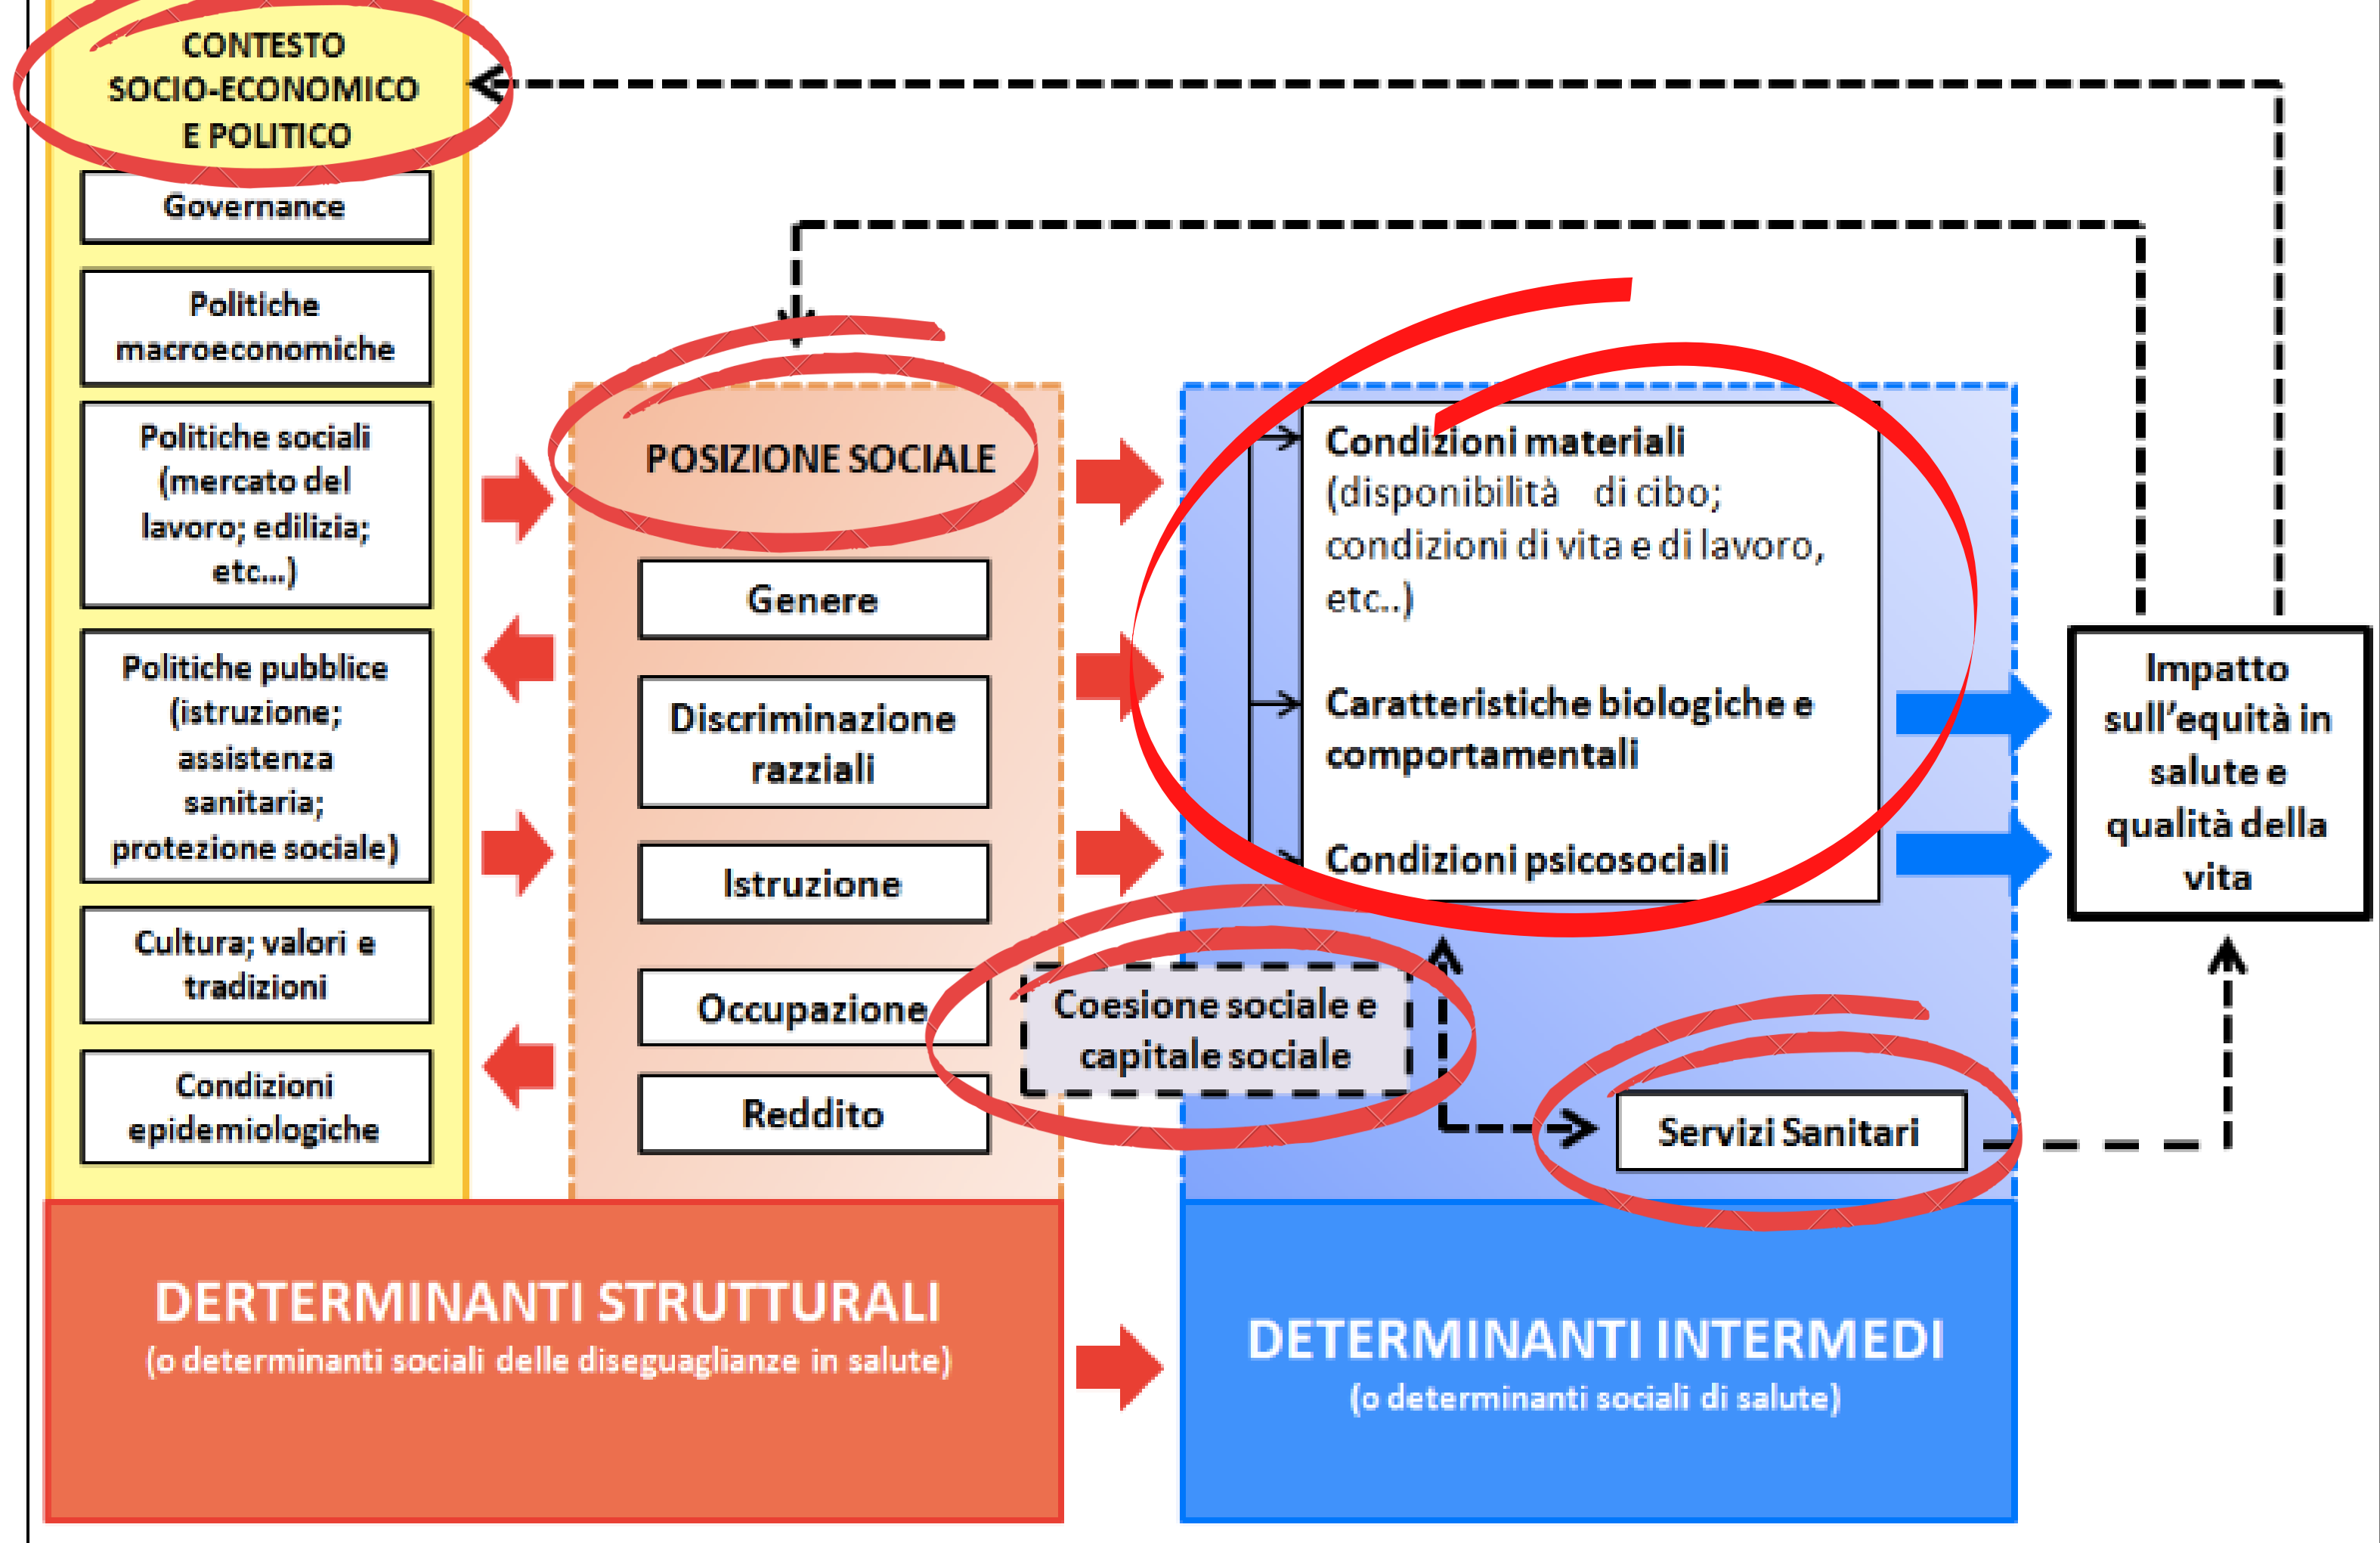 CONTESTO
SOCIO-ECONOMICO
E POLITICO
Governance
Politiche
macroeconomiche
Politiche sociali
(mercato del
lavoro; edilizia;
etc...)
Politiche pubblice
(istruzione;
assistenza
sanitaria;
protezione sociale)
Cultura; valori e
tradizioni
Condizioni
epidemiologiche
POSIZIONE SOCIALE
Genere
Discriminazione
razziali
Istruzione
Occupazione
Reddito
Condizioni materiali
(disponibilità di cibo;
condizioni di vita e di lavoro,
etc..)
Caratteristiche biologiche e
comportamentali
Condizioni psicosociali
Coesione sociale e
capitale sociale
Servizi Sanitari
Impatto
sull'equità in
salute e
qualità della
vita
DERTERMINANTI STRUTTURALI
(o determinanti sociali delle diseguaglianze in salute)
DETERMINANTI INTERMEDI
(o determinanti sociali di salute)